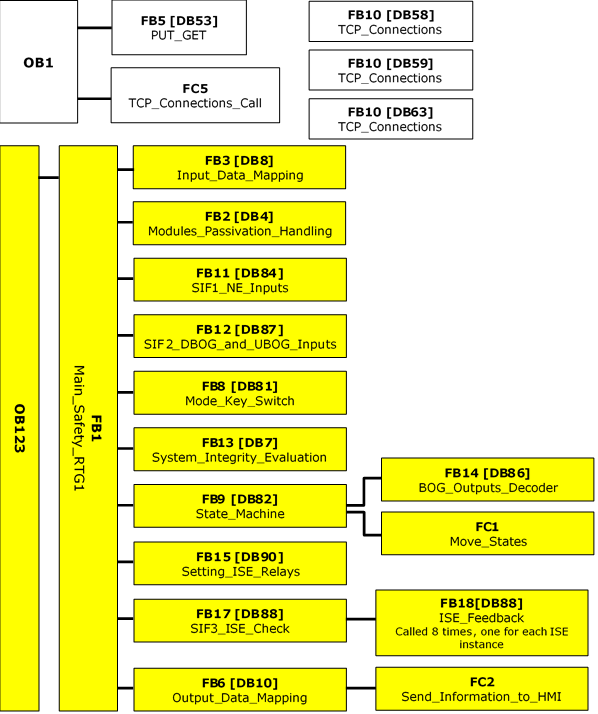 OB1
FB5 [DB53]
PUT_GET
FC5
TCP_Connections_Call
FB10 [DB58]
TCP_Connections
FB10 [DB59]
TCP_Connections
FB10 [DB63]
TCP_Connections
OB123
FB1
Main_Safety_RTG1
FB3 [DB8]
Input_Data_Mapping
FB2 [DB4]
Modules_Passivation_Handling
FB11 [DB84]
SIF1_NE_Inputs
FB12 [DB87]
SIF2_DBOG_and_UBOG_Inputs
FB8 [DB81]
Mode_Key_Switch
FB13 [DB7]
System_Integrity_Evaluation
FB9 [DB82]
State_Machine
FB14 [DB86]
BOG_Outputs_Decoder
FC1
Move_States
FB15 [DB90]
Setting_ISE_Relays
FB17 [DB88]
SIF3_ISE_Check
FB18[DB88]
ISE_Feedback
Called 8 times, one for each ISE
instance
FB6 [DB10]
Output_Data_Mapping
FC2
Send_Information_to_HMI